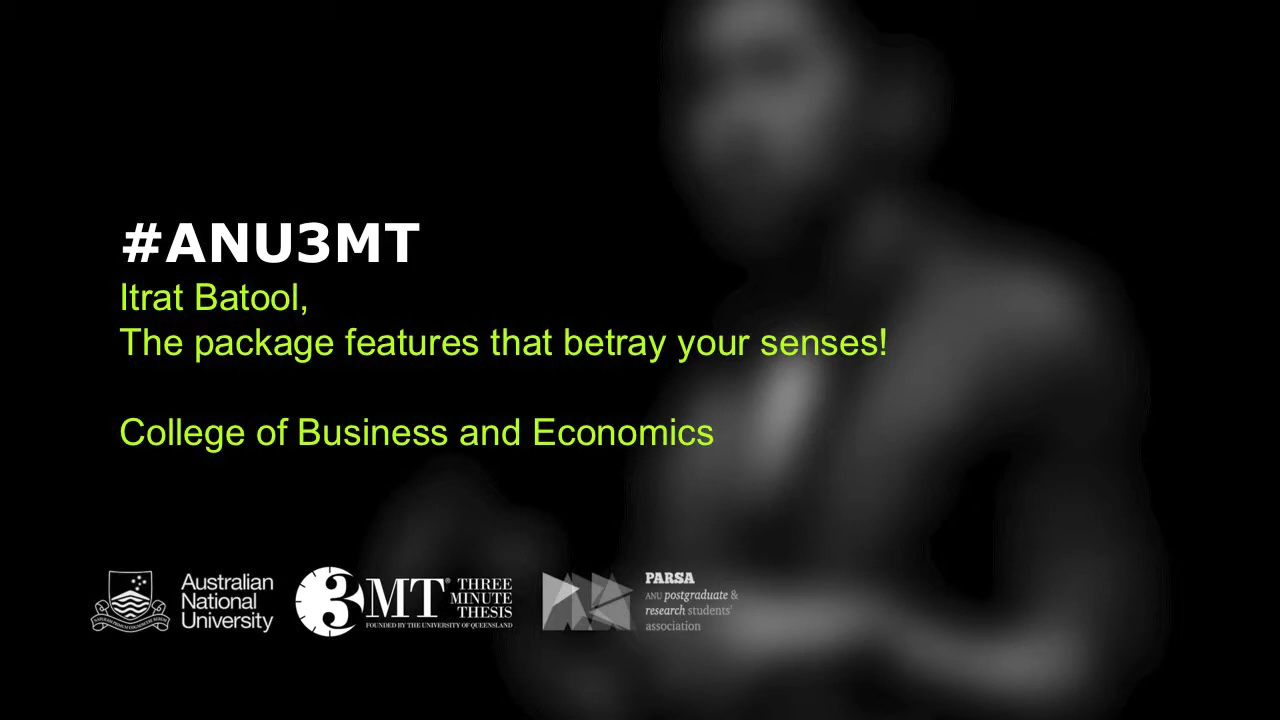 #ANU3MT
Itrat Batool,
The package features that betray your senses!
College of Business and Economics
Australian
National
University
3MT® THREE
MINUTE
THESIS
FOUNDED BY THE UNIVERSITY OF QUEENSLAND
PARSA
ANU postgraduate &
research students'
association